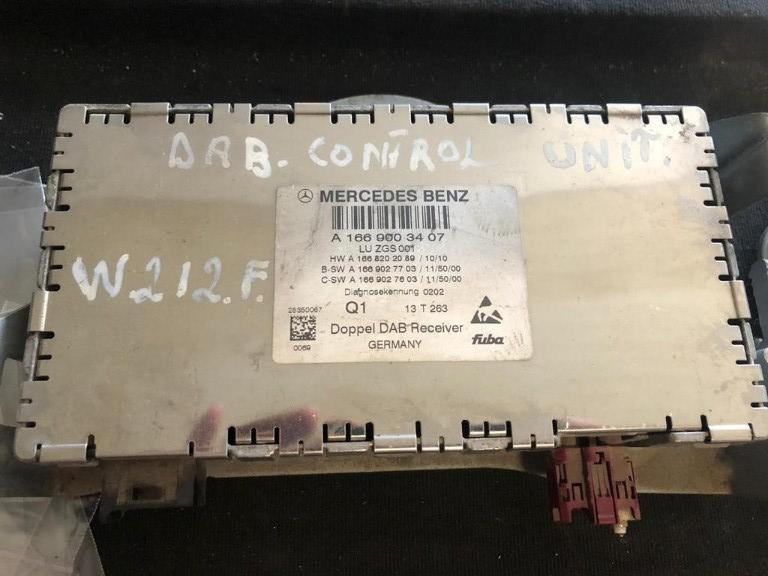 DAB. CONTROL UNIT.
MERCEDES BENZ
A 166 900 34 07
LU ZGS 001
HW A 166 820 20 89 / 10/10
B-SW A 166 902 77 03 / 11/50/00
C-SW A 166 902 76 03 / 11/50/00
Diagnosekennung 0202
W212.F.
28350067 Q1 13 T 263
Doppel DAB Receiver
0069 GERMANY fuba